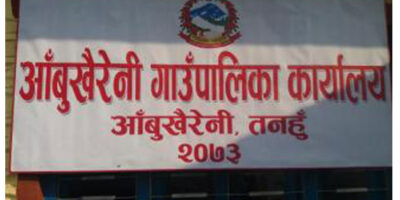 आँबुखैरेनी गाउँपालिका कार्यालय
आँबुखैरेनी, तनहुँ
२०७३